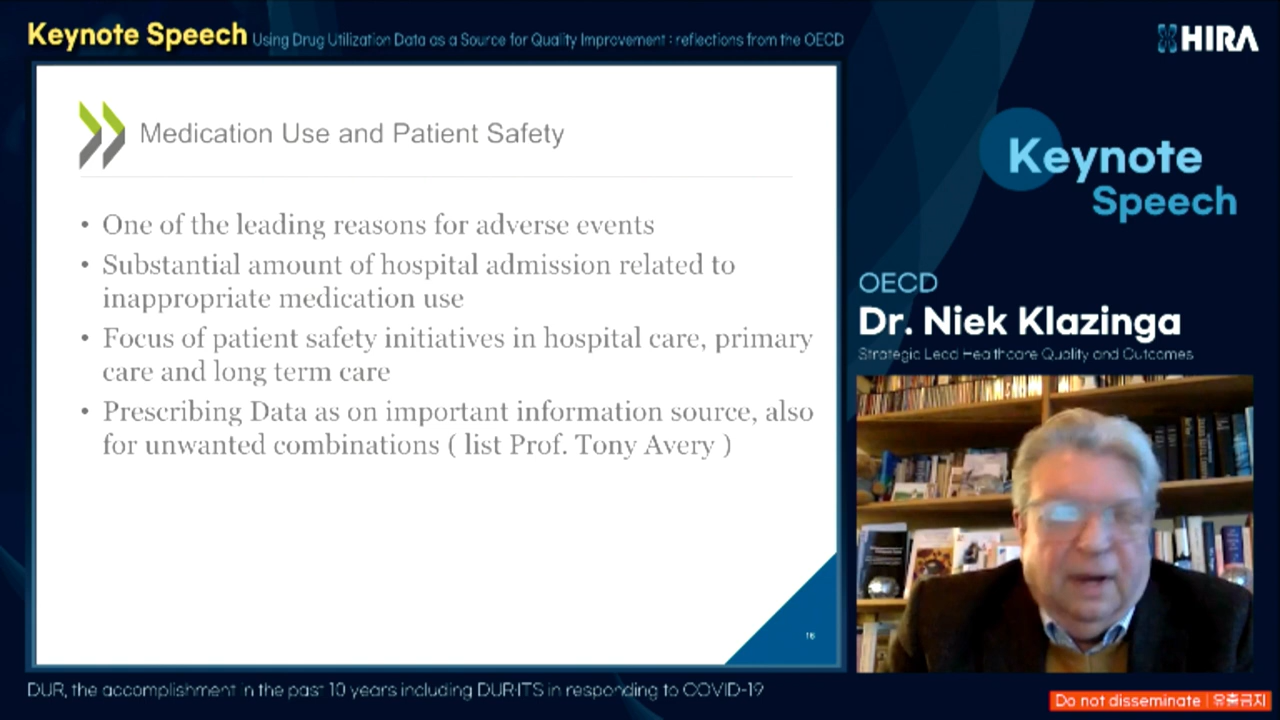 Keynote Speech Using Drug Utilization Data as a Source for Quality Improvement : reflections from the OECD
HIRA
Medication Use and Patient Safety
• One of the leading reasons for adverse events
• Substantial amount of hospital admission related to
inappropriate medication use
• Focus of patient safety initiatives in hospital care, primary
care and long term care
• Prescribing Data as on important information source, also
for unwanted combinations ( list Prof. Tony Avery )
16
Keynote
Speech
OECD
Dr. Niek Klazinga
Strategic Lead Healthcare Quality and Outcomes
DUR, the accomplishment in the past 10 years including DUR-ITS in responding to COVID-19
Do not disseminate | 유출금지